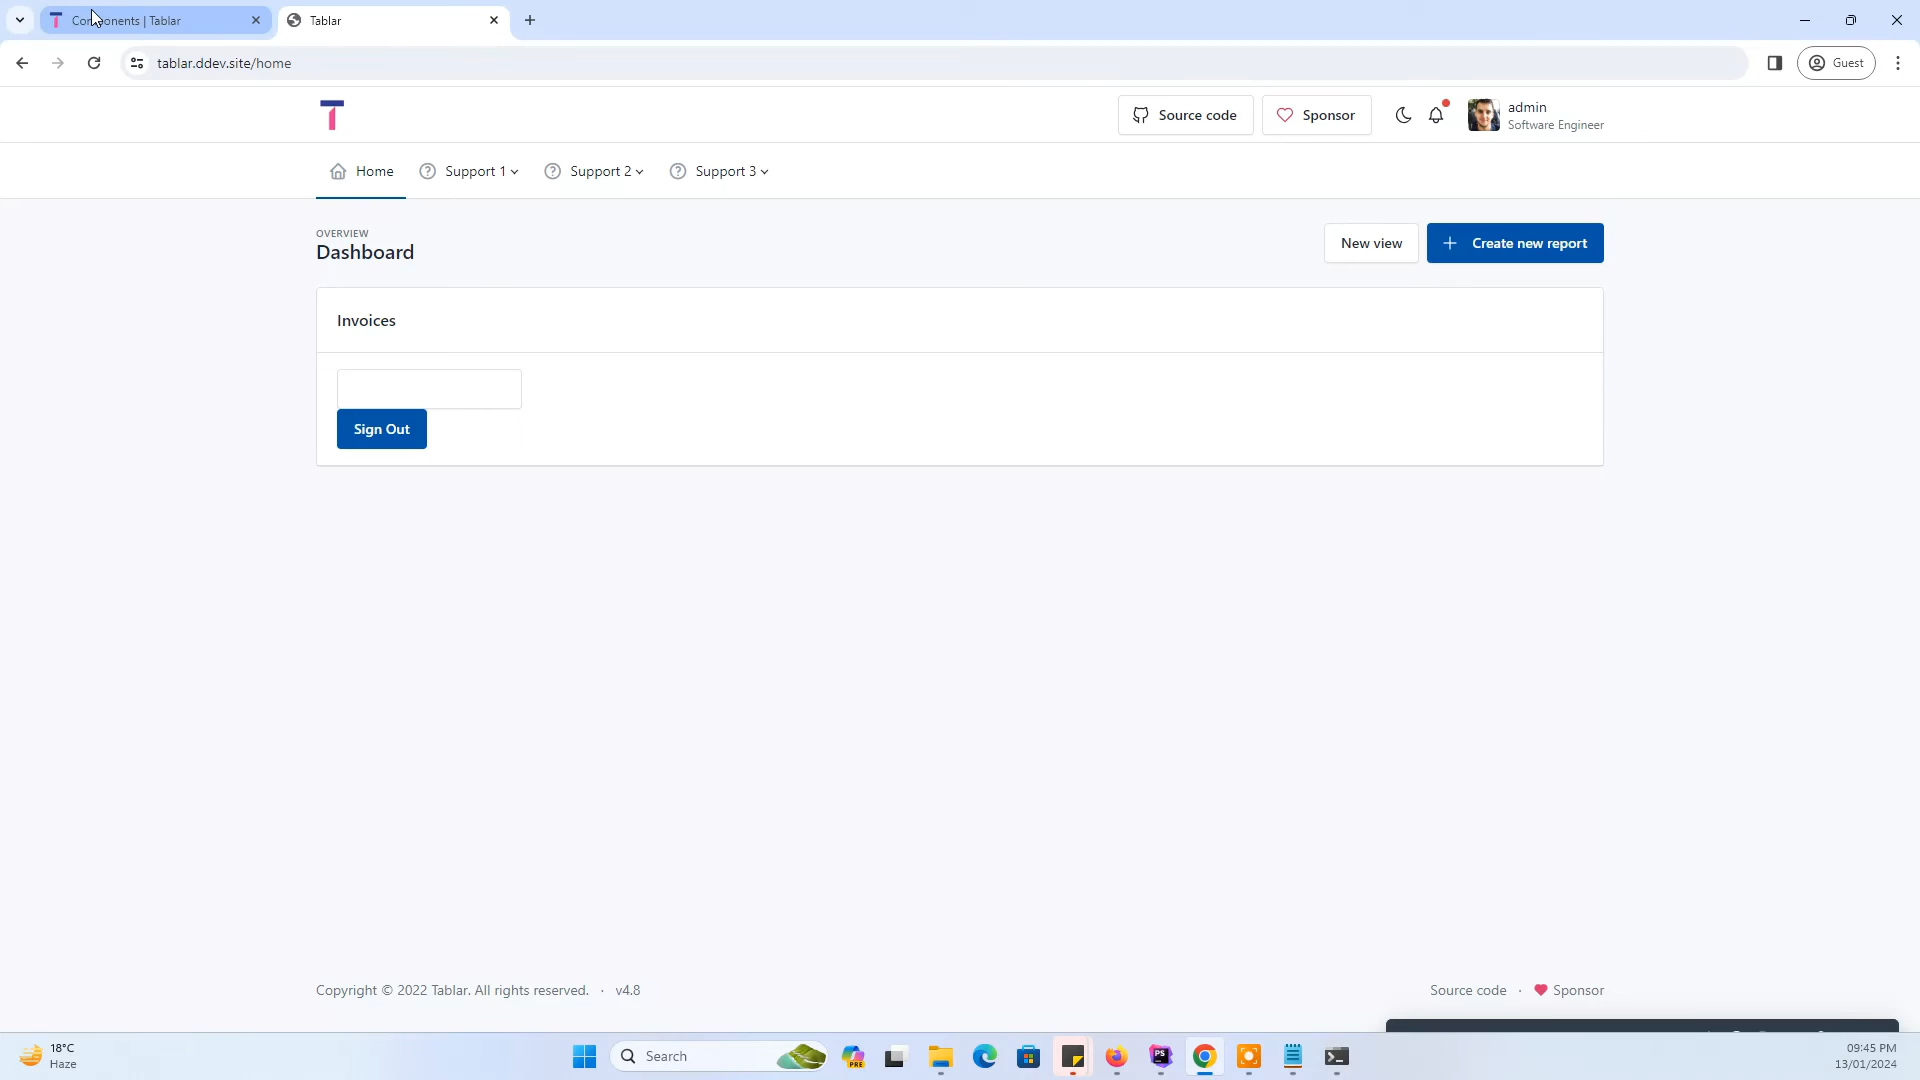 Components | Tablar
Tablar
tablar.ddev.site/home
Guest
Source code
Sponsor
admin
Software Engineer
Home
Support 1
Support 2
Support 3
OVERVIEW
Dashboard
New view
Create new report
Invoices
Sign Out
Copyright © 2022 Tablar. All rights reserved. · v4.8
Source code · Sponsor
18°C
Haze
Search
PRE
PS
09:45 PM
13/01/2024